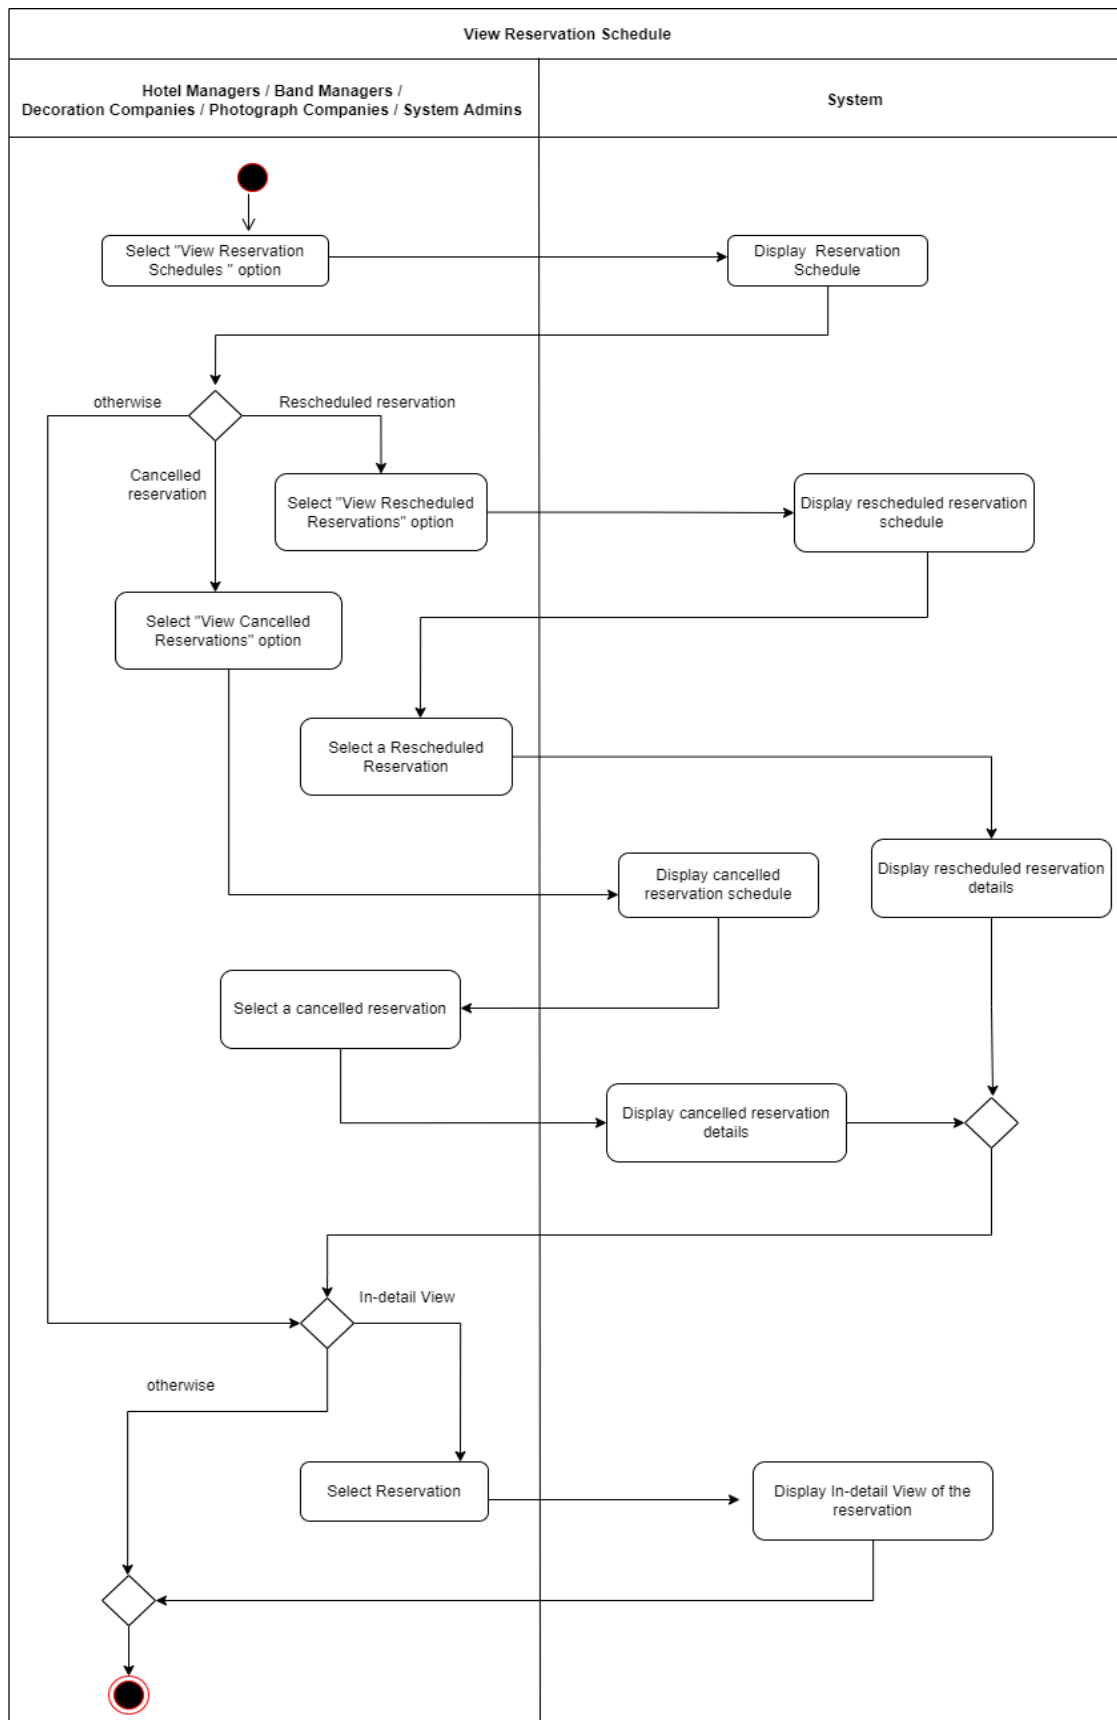 View Reservation Schedule
Hotel Managers / Band Managers /
Decoration Companies / Photograph Companies / System Admins
System
Select "View Reservation
Schedules " option
Display  Reservation
Schedule
otherwise
Rescheduled reservation
Cancelled
reservation
Select "View Rescheduled
Reservations" option
Display rescheduled reservation
schedule
Select "View Cancelled
Reservations" option
Select a Rescheduled
Reservation
Display cancelled
reservation schedule
Display rescheduled reservation
details
Select a cancelled reservation
Display cancelled reservation
details
In-detail View
otherwise
Select Reservation
Display In-detail View of the
reservation